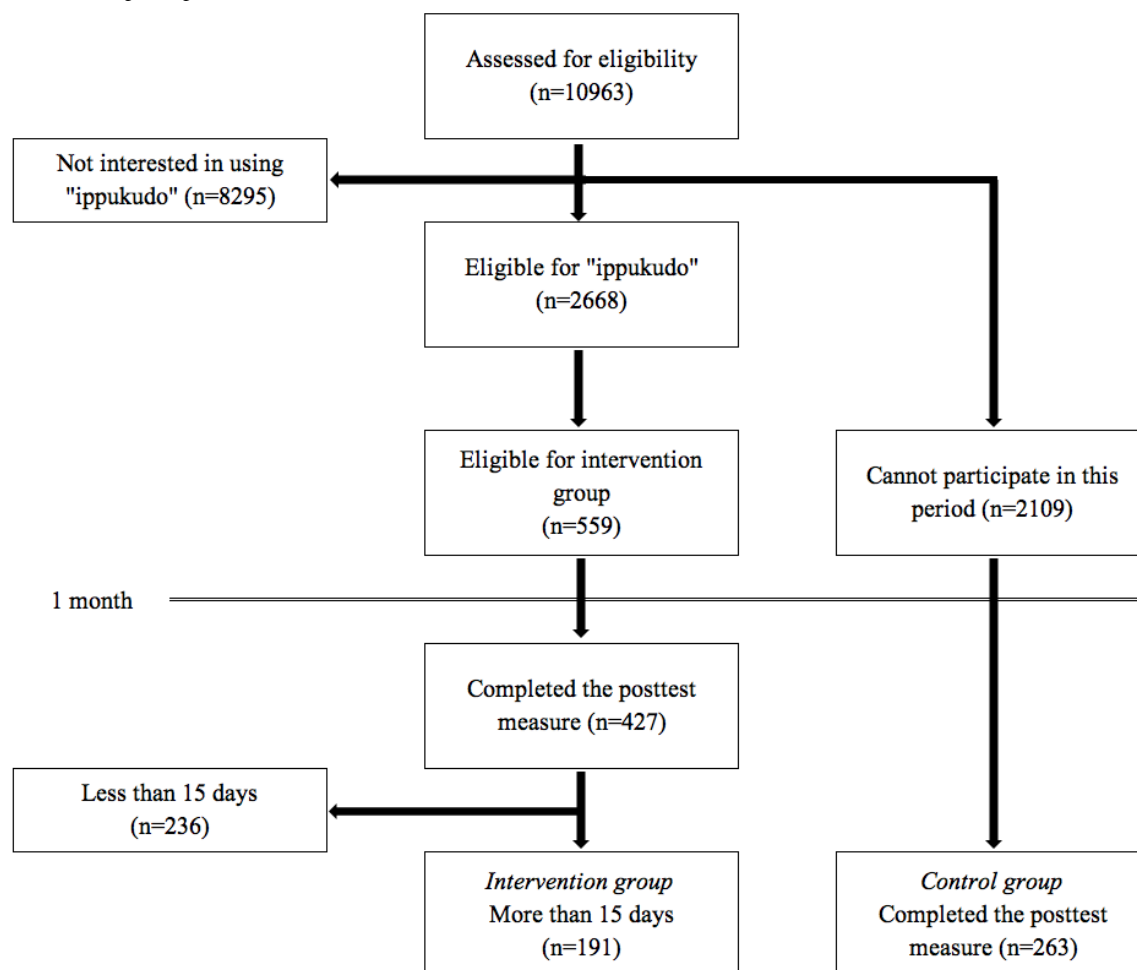 Assessed for eligibility
(n=10963)
Not interested in using
"ippukudo" (n=8295)
Eligible for "ippukudo"
(n=2668)
Eligible for intervention
group
(n=559)
Cannot participate in this
period (n=2109)
1 month
Completed the posttest
measure (n=427)
Less than 15 days
(n=236)
Intervention group
More than 15 days
(n=191)
Control group
Completed the posttest
measure (n=263)